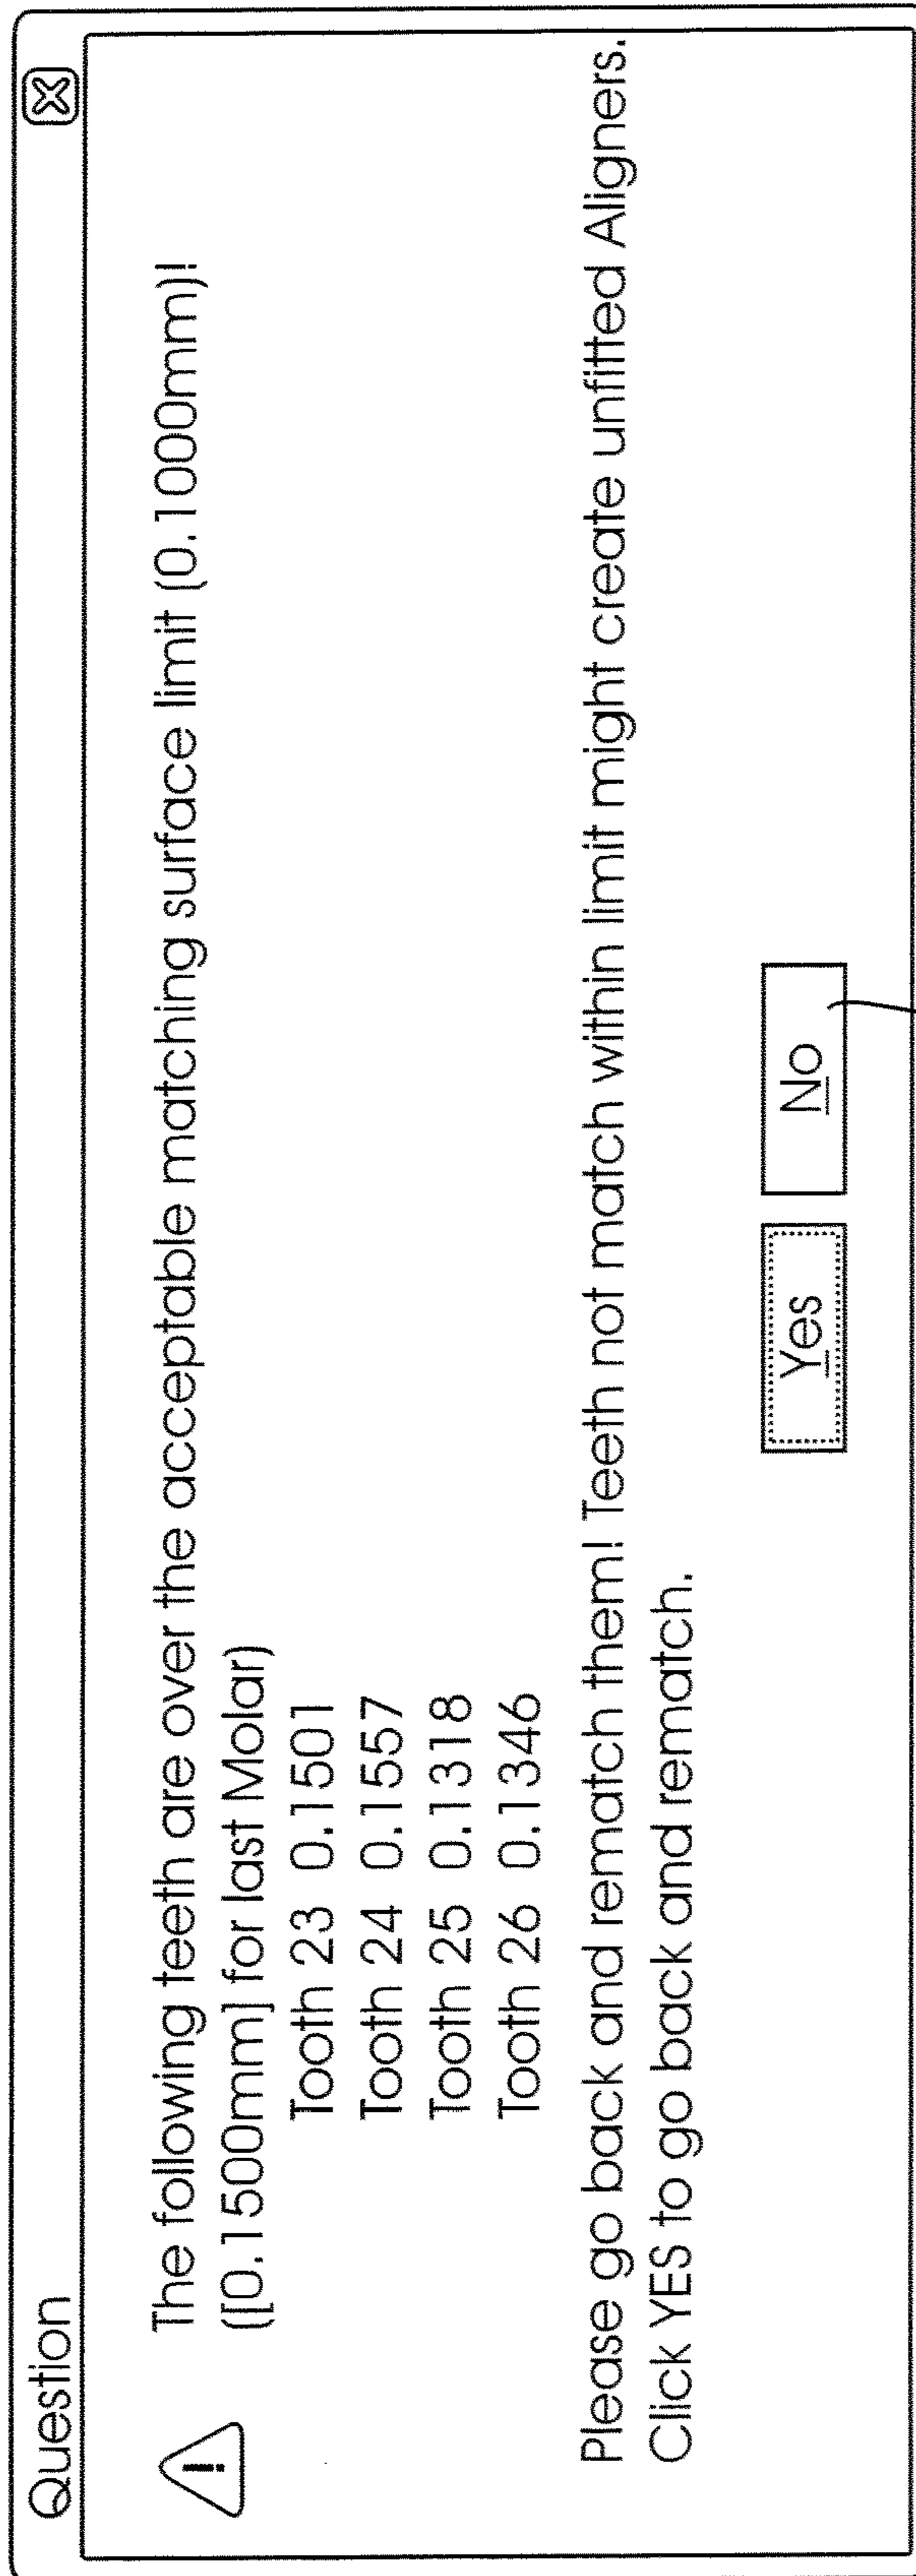 Question
The following teeth are over the acceptable matching surface limit (0.1000mm)!
([0.1500mm] for last Molar)
Tooth 23 0.1501
Tooth 24 0.1557
Tooth 25 0.1318
Tooth 26 0.1346
Please go back and rematch them! Teeth not match within limit might create unfitted Aligners.
Click YES to go back and rematch.
Yes No